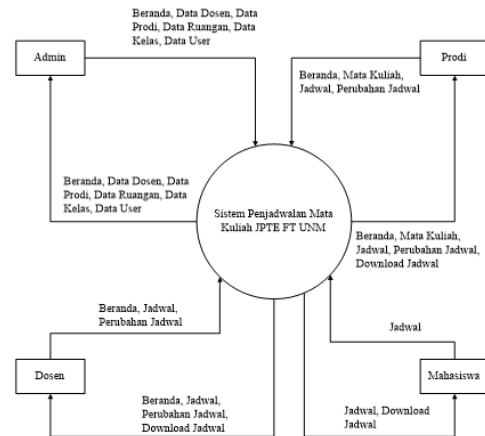 Beranda, Data Dosen, Data
Prodi, Data Ruangan, Data
Kelas, Data User
Admin
Prodi
Beranda, Mata Kuliah,
Jadwal, Perubahan Jadwal
Beranda, Data Dosen, Data
Prodi, Data Ruangan, Data
Kelas, Data User
Sistem Penjadwalan Mata
Kuliah JPTE FT UNM
Beranda, Mata Kuliah,
Jadwal, Perubahan Jadwal,
Download Jadwal
Beranda, Jadwal,
Perubahan Jadwal
Jadwal
Dosen
Mahasiswa
Beranda, Jadwal,
Perubahan Jadwal,
Download Jadwal
Jadwal, Download
Jadwal